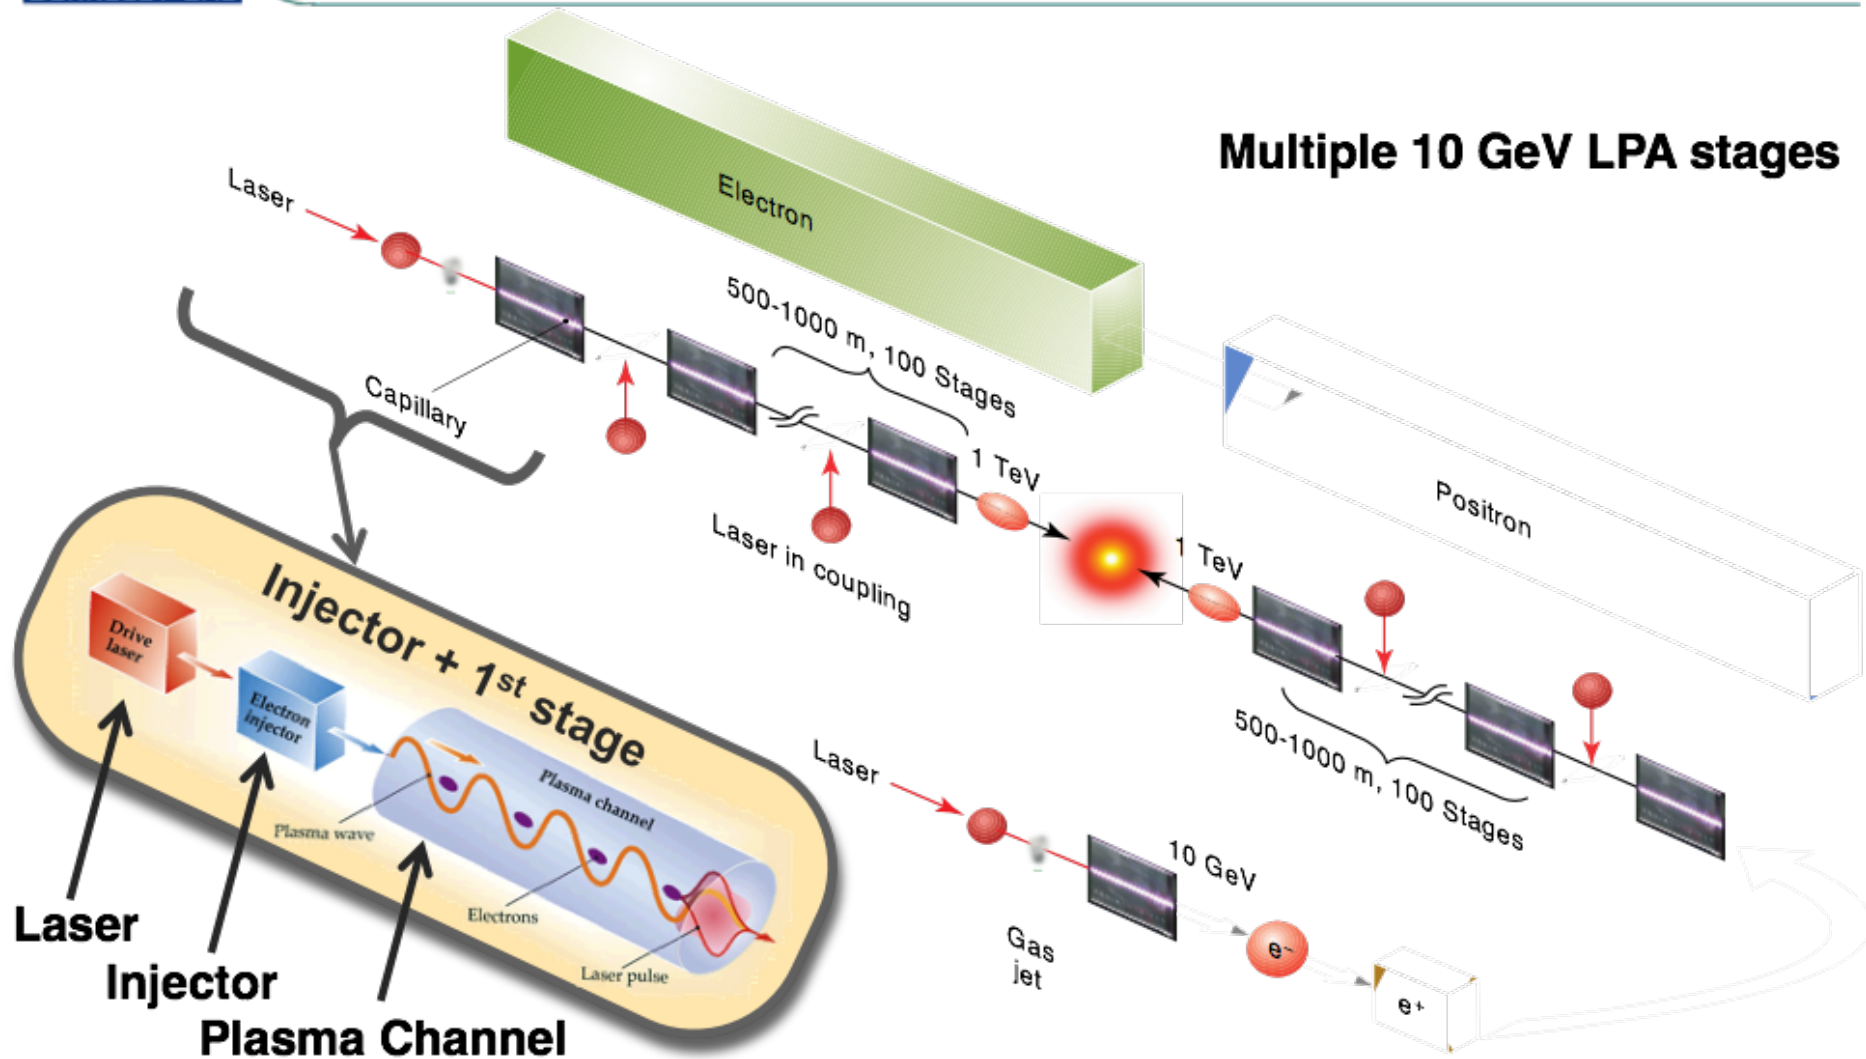 Multiple 10 GeV LPA stages
Electron
Laser
500-1000 m, 100 Stages
Capillary
1 TeV
Positron
Laser in coupling
1 TeV
Injector + 1st stage
Drive
laser
Electron
injector
Plasma channel
Plasma wave
Electrons
Laser pulse
Laser
Injector
Plasma Channel
500-1000 m, 100 Stages
Laser
10 GeV
Gas
jet
e−
e+